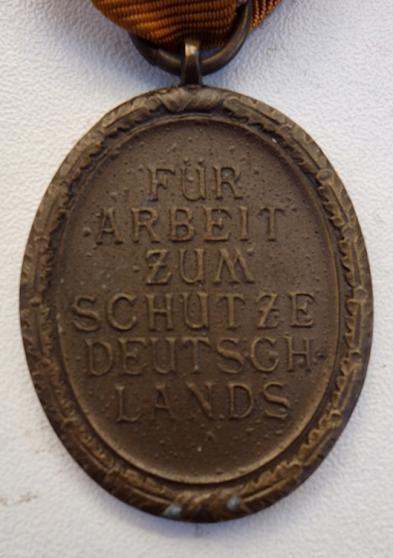 FÜR
ARBEIT
ZUM
SCHUTZE
DEUTSCH
LANDS